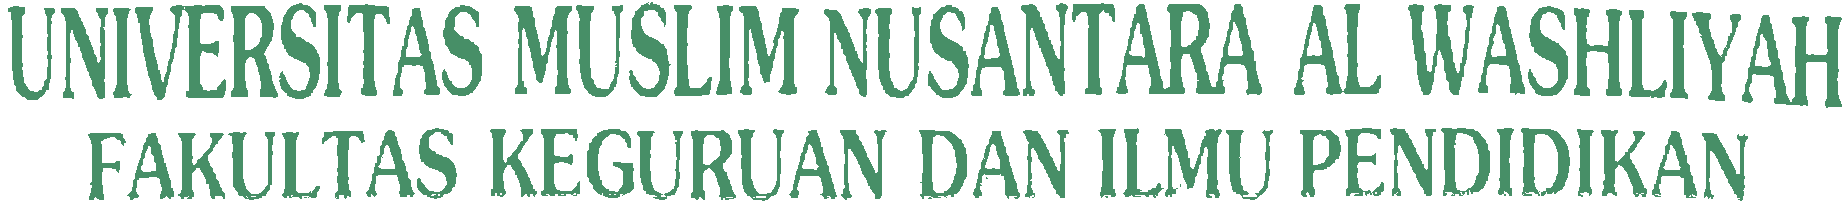 UNIVERSITAS MUSLIM NUSANTARA AL WASHLIYAH
FAKULTAS KEGURUAN DAN ILMU PENDIDIKAN